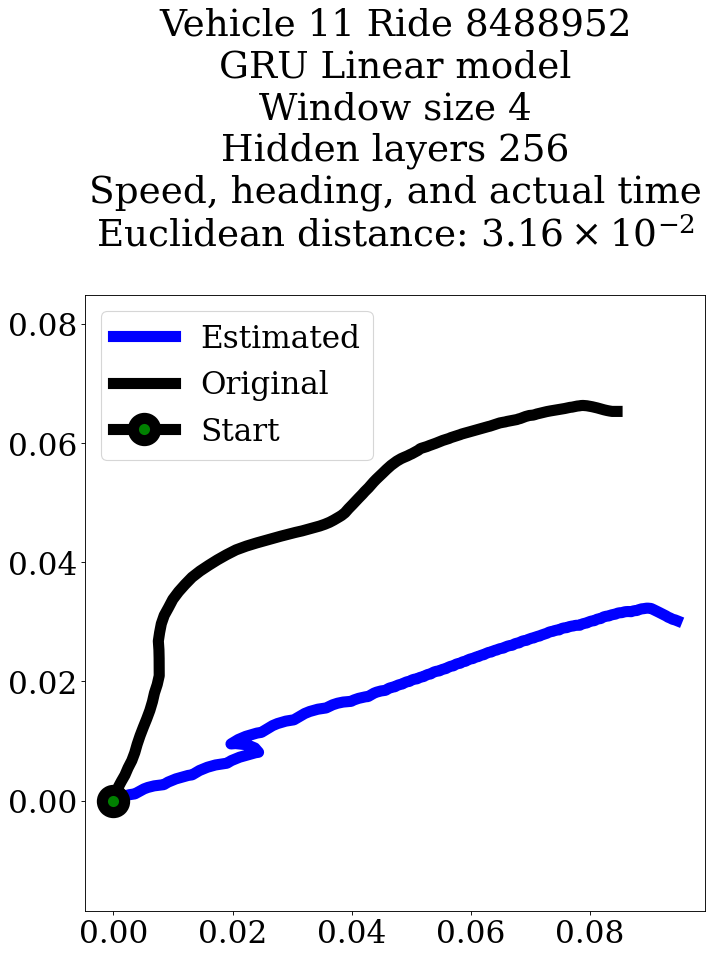 Vehicle 11 Ride 8488952
GRU Linear model
Window size 4
Hidden layers 256
Speed, heading, and actual time
Euclidean distance: 3.16 × 10⁻²
Estimated
Original
Start
0.08
0.06
0.04
0.02
0.00
0.00 0.02 0.04 0.06 0.08